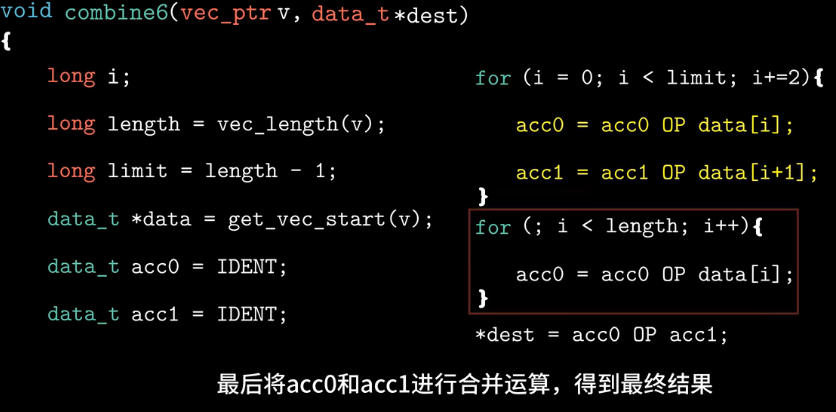 void combine6(vec_ptr v, data_t *dest)
{
long i;
long length = vec_length(v);
long limit = length - 1;
data_t *data = get_vec_start(v);
data_t acc0 = IDENT;
data_t acc1 = IDENT;
for (i = 0; i < limit; i+=2){
acc0 = acc0 OP data[i];
acc1 = acc1 OP data[i+1];
}
for (; i < length; i++){
acc0 = acc0 OP data[i];
}
*dest = acc0 OP acc1;
最后将acc0和acc1进行合并运算，得到最终结果